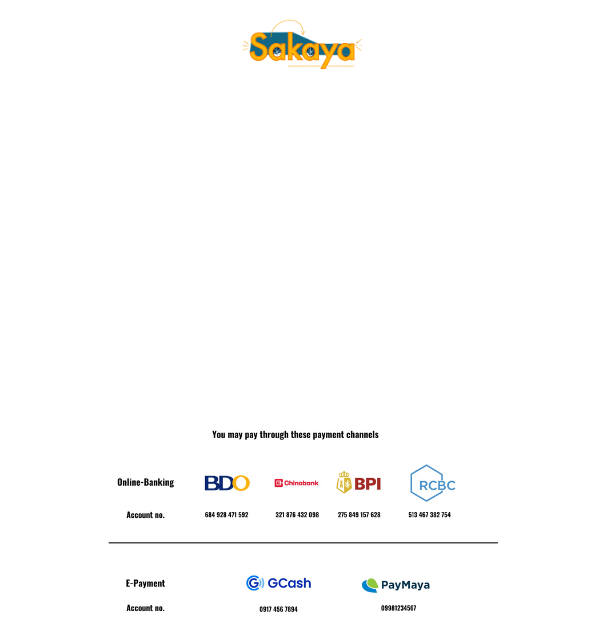 Sakaya
You may pay through these payment channels
Online-Banking BDO Chinabank BPI RCBC
Account no. 684 928 471 592 321 876 432 098 275 849 157 628 513 467 382 754
E-Payment GCash PayMaya
Account no. 0917 456 7894 09981234567